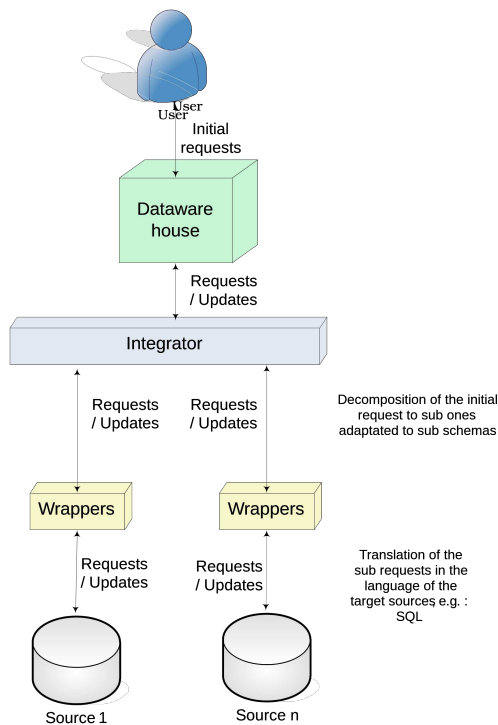 User
User
Initial
requests
Dataware
house
Requests
/ Updates
Integrator
Requests
/ Updates
Requests
/ Updates
Decomposition of the initial
request to sub ones
adaptated to sub schemas
Wrappers
Wrappers
Requests
/ Updates
Requests
/ Updates
Translation of the
sub requests in the
language of the
target sources e.g. :
SQL
Source 1
Source n